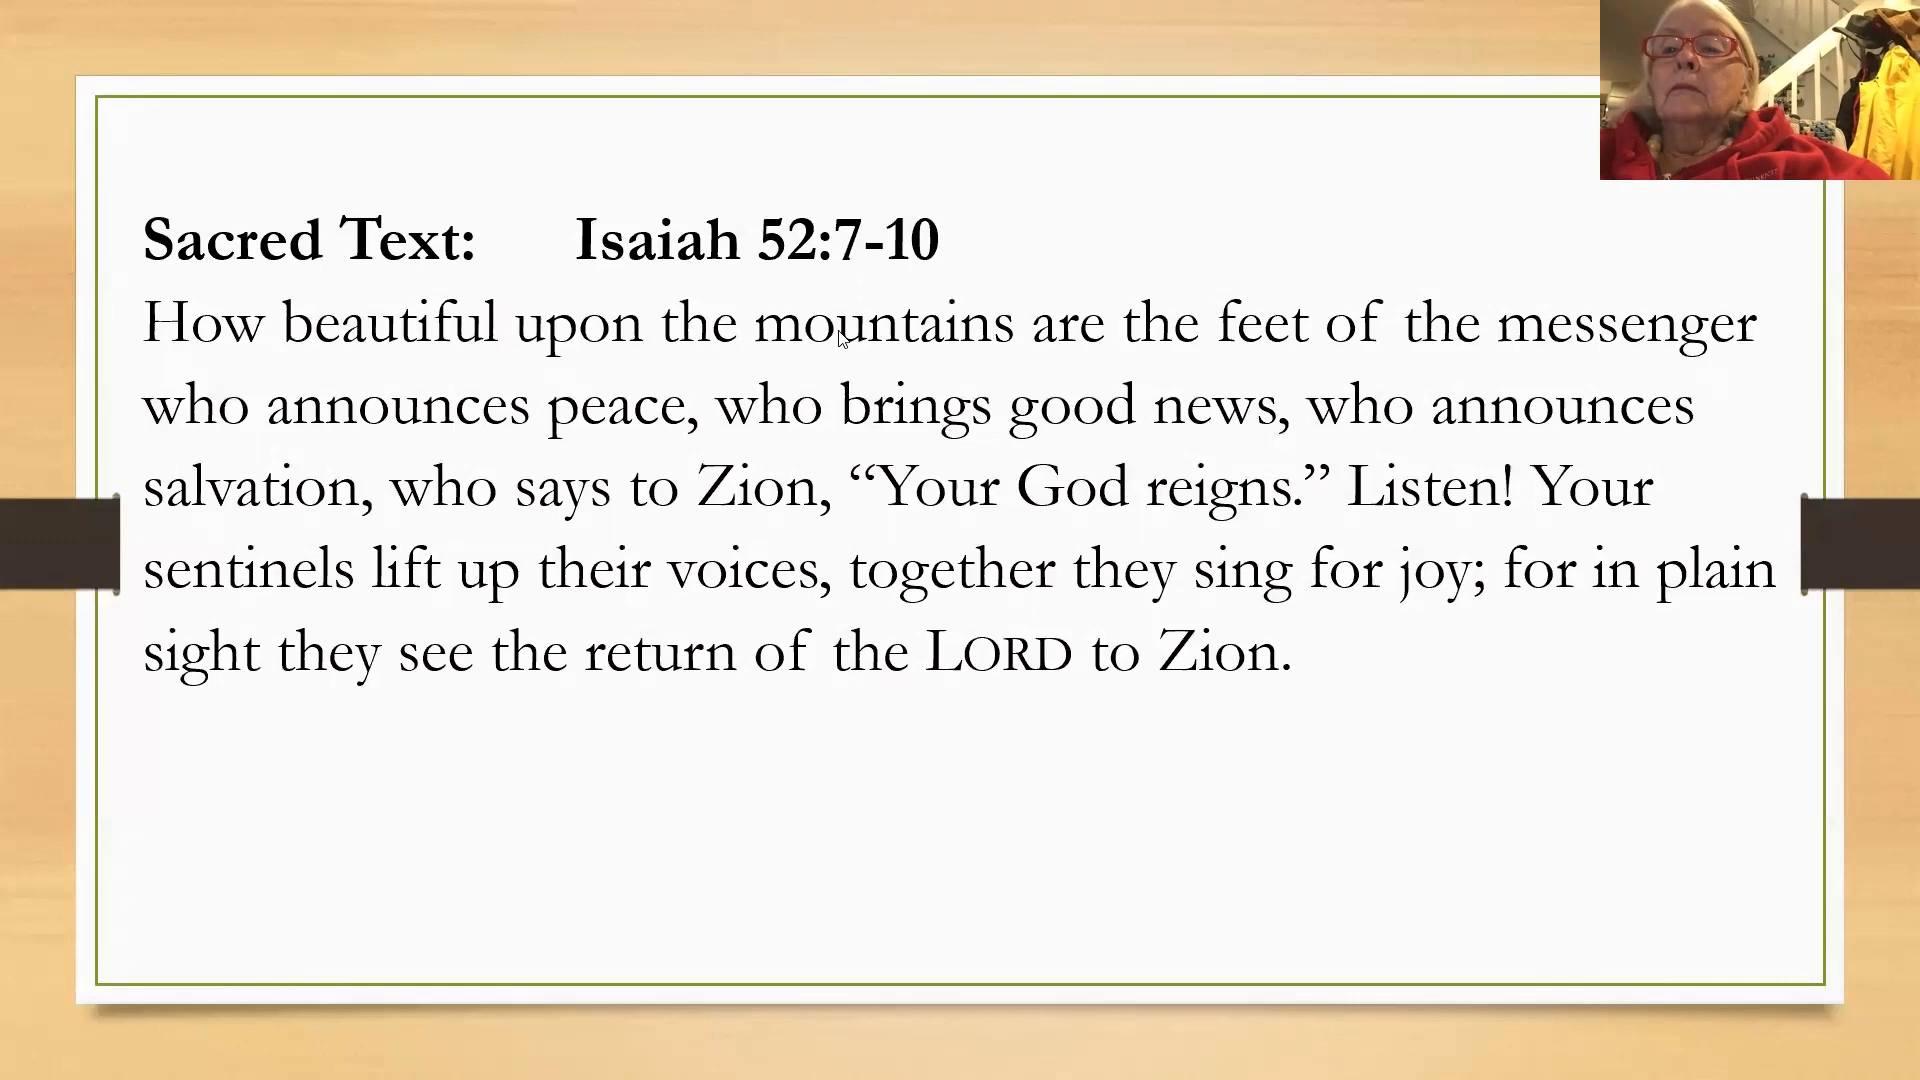 Sacred Text: Isaiah 52:7-10
How beautiful upon the mountains are the feet of the messenger
who announces peace, who brings good news, who announces
salvation, who says to Zion, “Your God reigns.” Listen! Your
sentinels lift up their voices, together they sing for joy; for in plain
sight they see the return of the LORD to Zion.